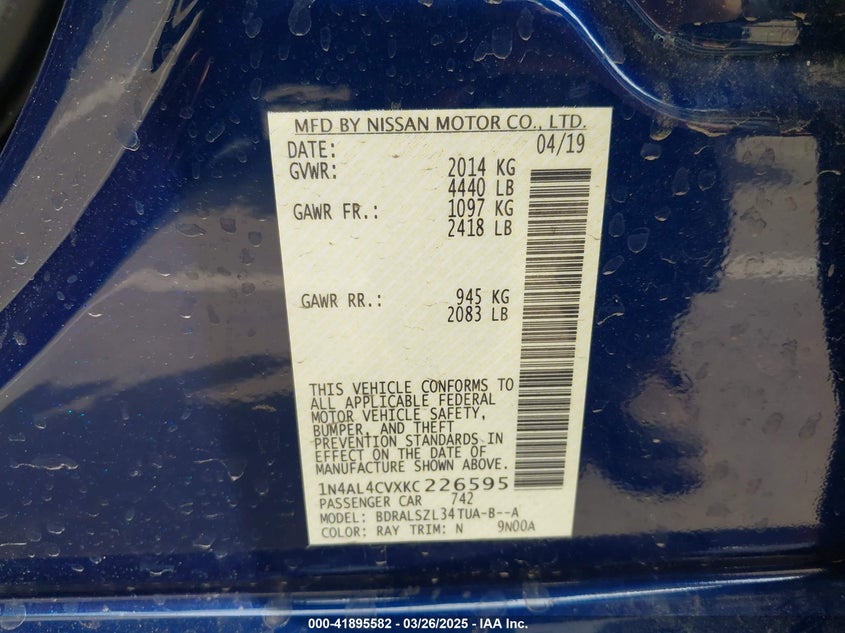 MFD BY NISSAN MOTOR CO., LTD.
DATE: 04/19
GVWR: 2014 KG
4440 LB
GAWR FR.: 1097 KG
2418 LB
GAWR RR.: 945 KG
2083 LB
THIS VEHICLE CONFORMS TO
ALL APPLICABLE FEDERAL
MOTOR VEHICLE SAFETY,
BUMPER, AND THEFT
PREVENTION STANDARDS IN
EFFECT ON THE DATE OF
MANUFACTURE SHOWN ABOVE.
1N4AL4CVXKC226595
PASSENGER CAR 742
MODEL: BDRALSZL34TUA-B--A
COLOR: RAY TRIM: N 9N00A
000-41895582 - 03/26/2025 - IAA Inc.